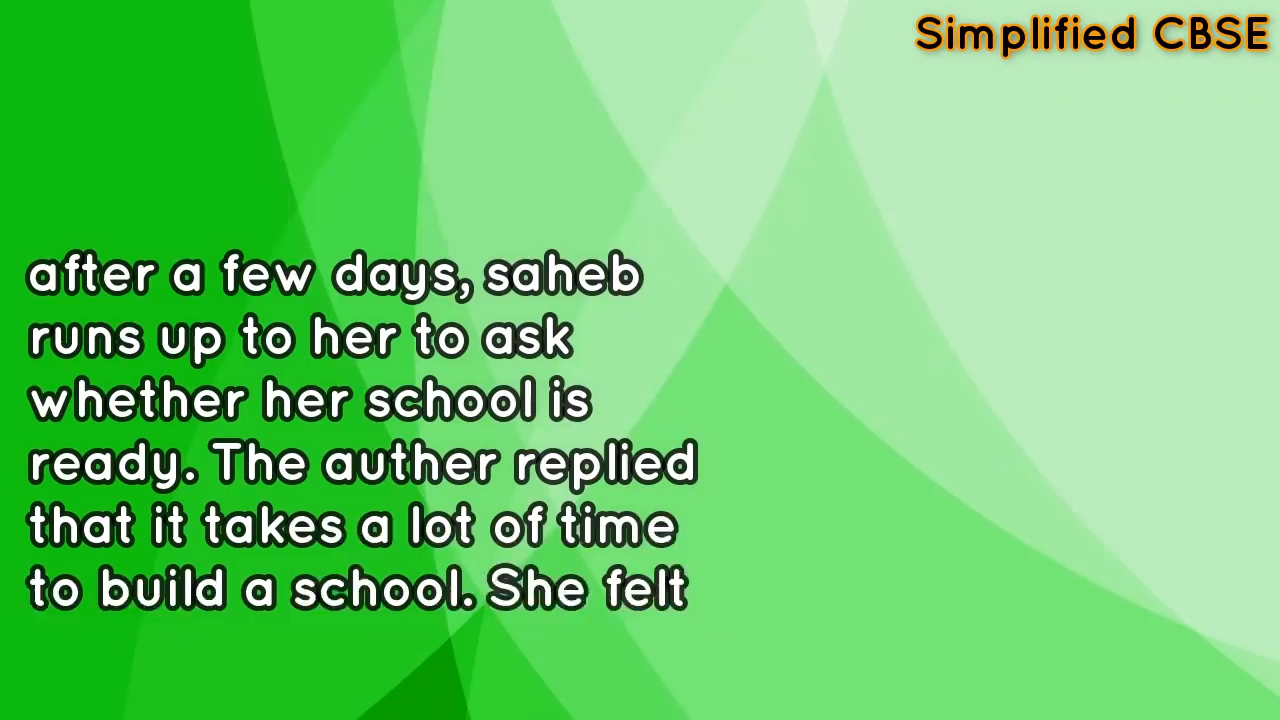 Simplified CBSE
after a few days, saheb
runs up to her to ask
whether her school is
ready. The auther replied
that it takes a lot of time
to build a school. She felt